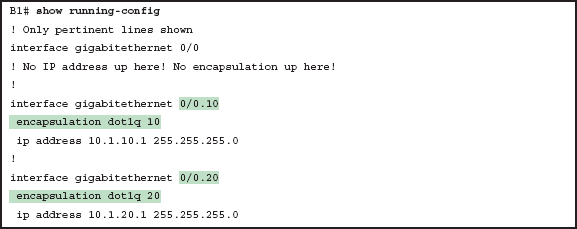 B1# show running-config
! Only pertinent lines shown
interface gigabitethernet 0/0
! No IP address up here! No encapsulation up here!
!
interface gigabitethernet 0/0.10
encapsulation dot1q 10
ip address 10.1.10.1 255.255.255.0
!
interface gigabitethernet 0/0.20
encapsulation dot1q 20
ip address 10.1.20.1 255.255.255.0